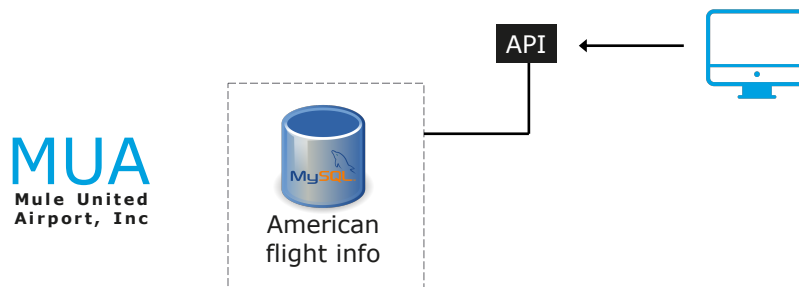 API
MUA
Mule United
Airport, Inc
MySQL
American
flight info